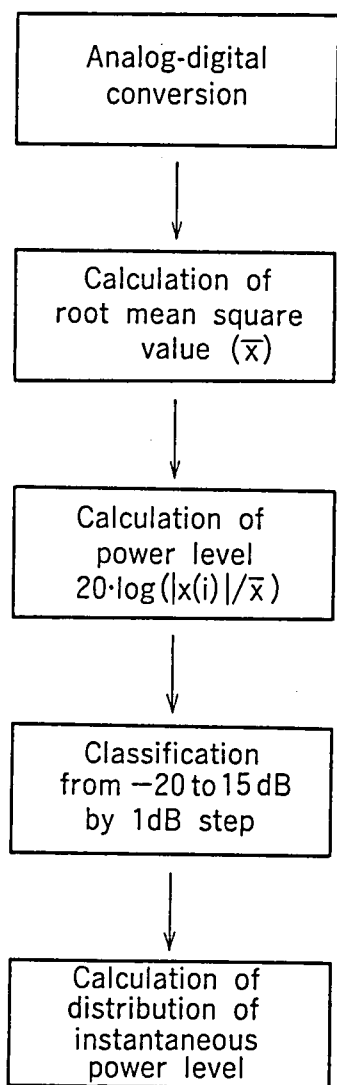 Analog-digital
conversion
Calculation of
root mean square
value (x̅)
Calculation of
power level
20·log(|x(i)|/x̅)
Classification
from −20 to 15 dB
by 1dB step
Calculation of
distribution of
instantaneous
power level